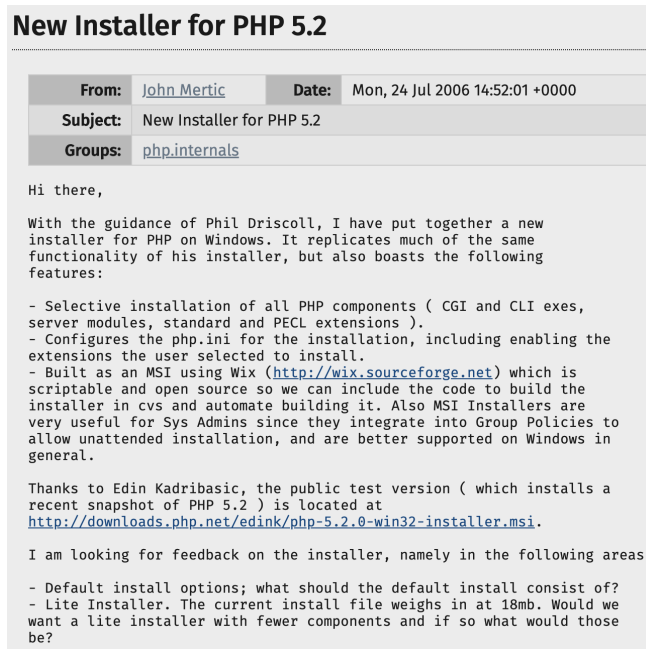 New Installer for PHP 5.2
From: John Mertic Date: Mon, 24 Jul 2006 14:52:01 +0000
Subject: New Installer for PHP 5.2
Groups: php.internals
Hi there,
With the guidance of Phil Driscoll, I have put together a new
installer for PHP on Windows. It replicates much of the same
functionality of his installer, but also boasts the following
features:
- Selective installation of all PHP components ( CGI and CLI exes,
server modules, standard and PECL extensions ).
- Configures the php.ini for the installation, including enabling the
extensions the user selected to install.
- Built as an MSI using Wix (http://wix.sourceforge.net) which is
scriptable and open source so we can include the code to build the
installer in cvs and automate building it. Also MSI Installers are
very useful for Sys Admins since they integrate into Group Policies to
allow unattended installation, and are better supported on Windows in
general.
Thanks to Edin Kadribasic, the public test version ( which installs a
recent snapshot of PHP 5.2 ) is located at
http://downloads.php.net/edink/php-5.2.0-win32-installer.msi.
I am looking for feedback on the installer, namely in the following areas
- Default install options; what should the default install consist of?
- Lite Installer. The current install file weighs in at 18mb. Would we
want a lite installer with fewer components and if so what would those
be?